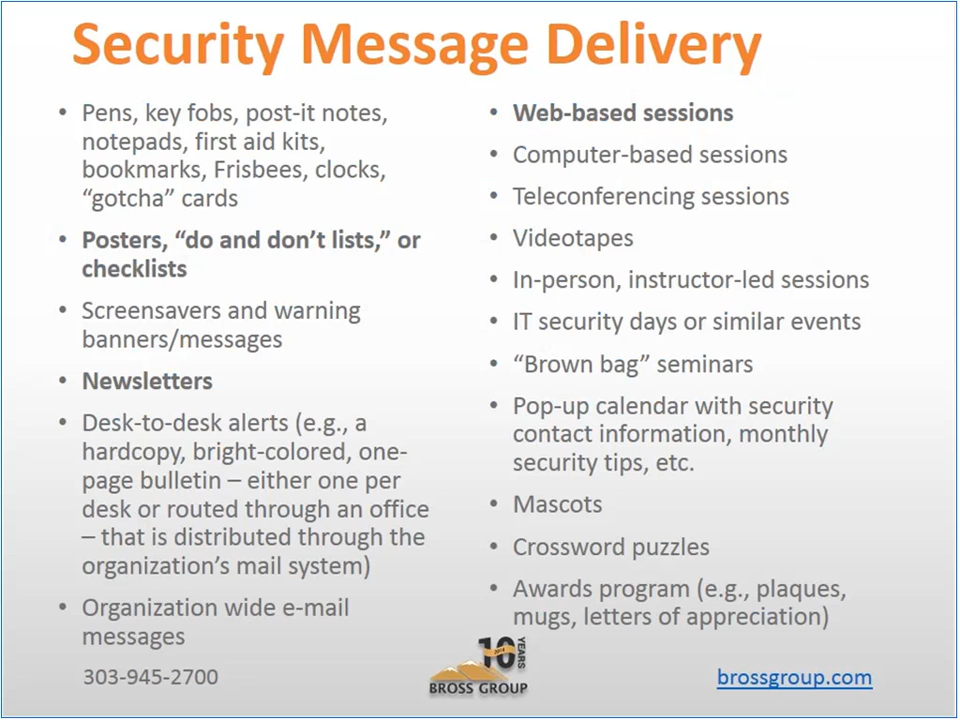 Security Message Delivery
• Pens, key fobs, post-it notes,
notepads, first aid kits,
bookmarks, Frisbees, clocks,
“gotcha” cards
• Posters, “do and don’t lists,” or
checklists
• Screensavers and warning
banners/messages
• Newsletters
• Desk-to-desk alerts (e.g., a
hardcopy, bright-colored, one-
page bulletin – either one per
desk or routed through an office
– that is distributed through the
organization’s mail system)
• Organization wide e-mail
messages
• Web-based sessions
• Computer-based sessions
• Teleconferencing sessions
• Videotapes
• In-person, instructor-led sessions
• IT security days or similar events
• “Brown bag” seminars
• Pop-up calendar with security
contact information, monthly
security tips, etc.
• Mascots
• Crossword puzzles
• Awards program (e.g., plaques,
mugs, letters of appreciation)
303-945-2700
10 YEARS
BROSS GROUP
brossgroup.com